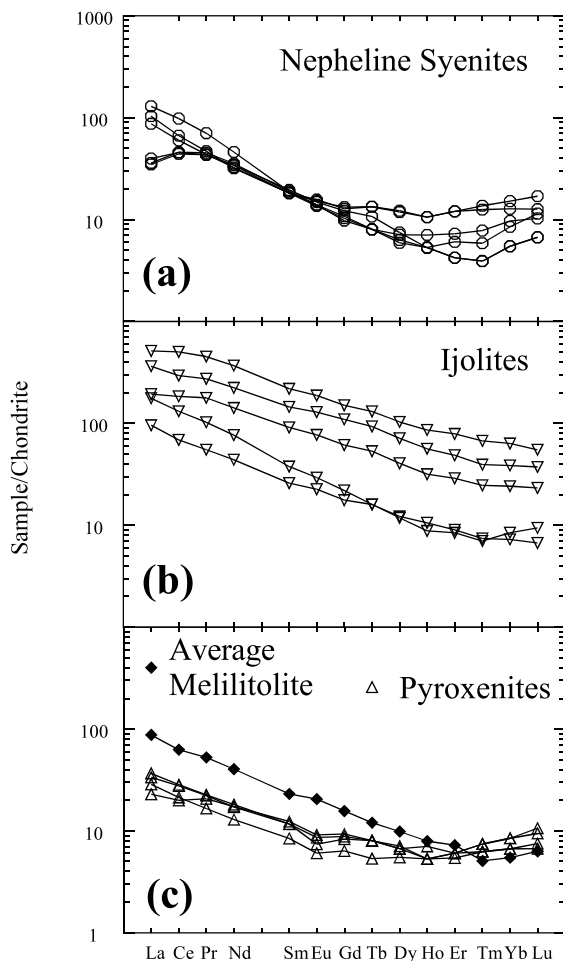 1000
Nepheline Syenites
100
10
(a)
Ijolites
100
Sample/Chondrite
10
(b)
Average
Melilitolite
Pyroxenites
100
10
(c)
1
La Ce Pr Nd Sm Eu Gd Tb Dy Ho Er Tm Yb Lu